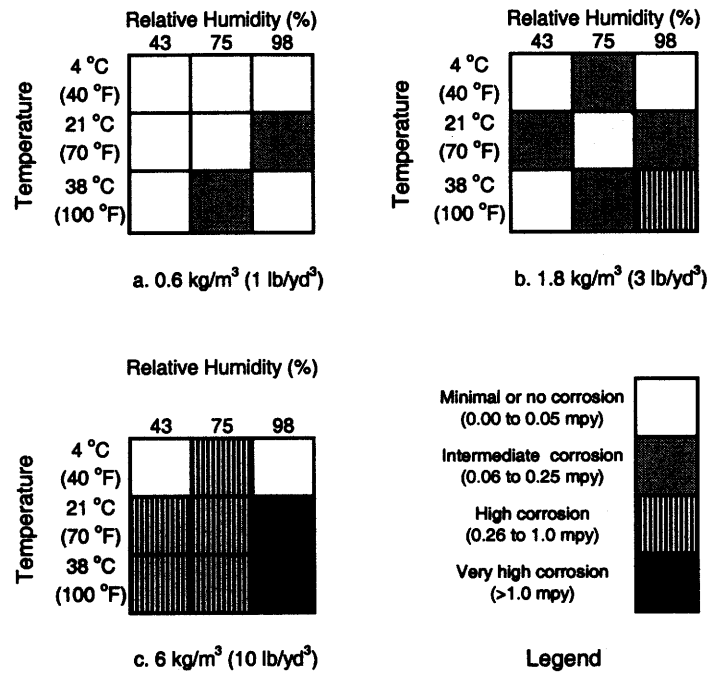 Relative Humidity (%)
43 75 98
Temperature
4 °C
(40 °F)
21 °C
(70 °F)
38 °C
(100 °F)
a. 0.6 kg/m³ (1 lb/yd³)
Relative Humidity (%)
43 75 98
Temperature
4 °C
(40 °F)
21 °C
(70 °F)
38 °C
(100 °F)
b. 1.8 kg/m³ (3 lb/yd³)
Relative Humidity (%)
43 75 98
Temperature
4 °C
(40 °F)
21 °C
(70 °F)
38 °C
(100 °F)
c. 6 kg/m³ (10 lb/yd³)
Minimal or no corrosion
(0.00 to 0.05 mpy)
Intermediate corrosion
(0.06 to 0.25 mpy)
High corrosion
(0.26 to 1.0 mpy)
Very high corrosion
(>1.0 mpy)
Legend